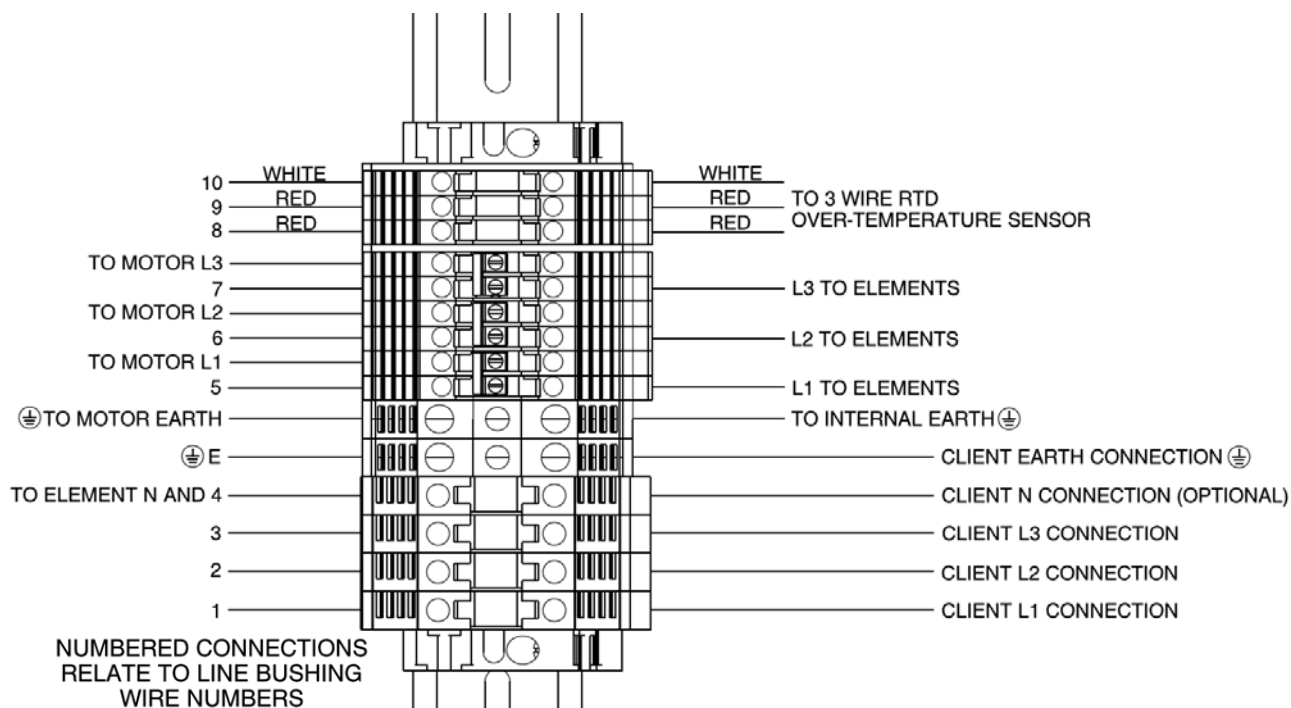 10 WHITE WHITE
9 RED RED TO 3 WIRE RTD
8 RED RED OVER-TEMPERATURE SENSOR
TO MOTOR L3
7 L3 TO ELEMENTS
TO MOTOR L2
6 L2 TO ELEMENTS
TO MOTOR L1
5 L1 TO ELEMENTS
TO MOTOR EARTH TO INTERNAL EARTH
E CLIENT EARTH CONNECTION
TO ELEMENT N AND 4 CLIENT N CONNECTION (OPTIONAL)
3 CLIENT L3 CONNECTION
2 CLIENT L2 CONNECTION
1 CLIENT L1 CONNECTION
NUMBERED CONNECTIONS
RELATE TO LINE BUSHING
WIRE NUMBERS